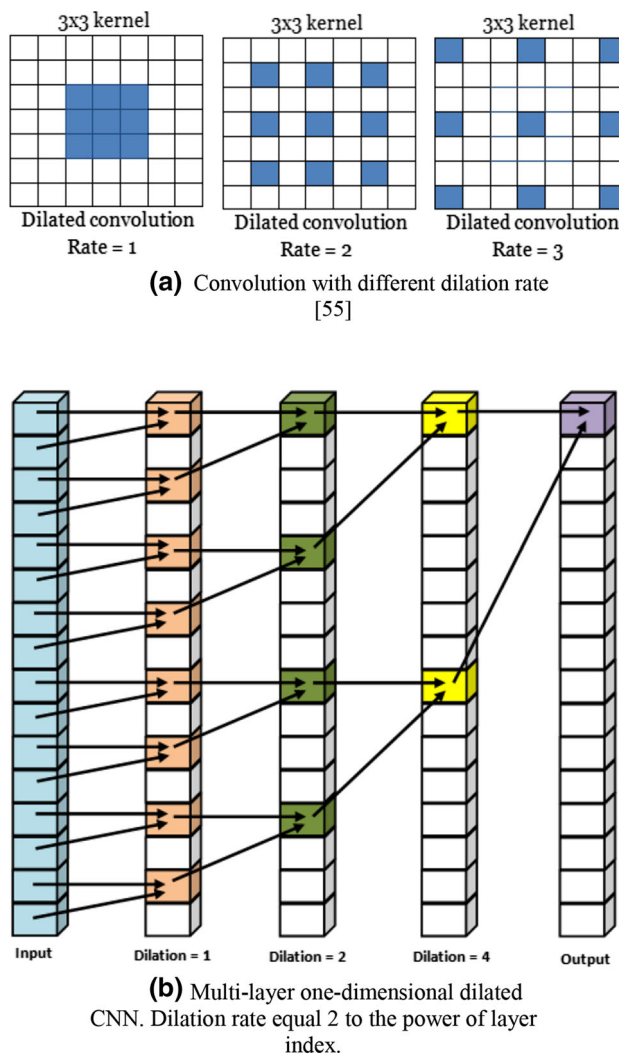 3x3 kernel
3x3 kernel
3x3 kernel
Dilated convolution
Rate = 1
Dilated convolution
Rate = 2
Dilated convolution
Rate = 3
(a) Convolution with different dilation rate
[55]
Input
Dilation = 1
Dilation = 2
Dilation = 4
Output
(b) Multi-layer one-dimensional dilated
CNN. Dilation rate equal 2 to the power of layer
index.